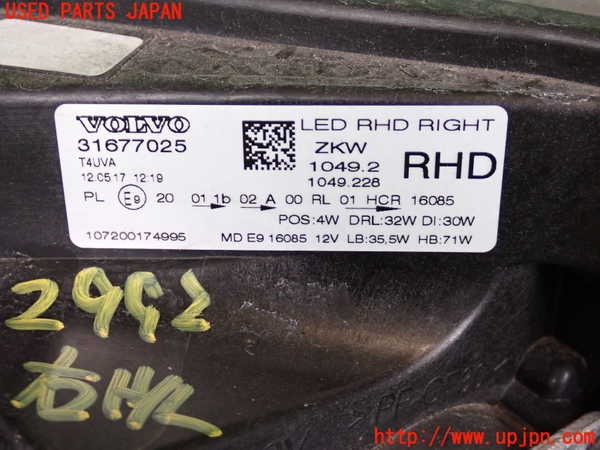 USED PARTS JAPAN
VOLVO
31677025
T4UVA
12.05.17 12:19
LED RHD RIGHT
ZKW
1049.2
1049.228
RHD
PL E9 20 01 1b 02 A 00 RL 01 HCR 16085
POS:4W DRL:32W DI:30W
107200174995 MD E9 16085 12V LB:35,5W HB:71W
2952
右HL
http://www.upjpn.com/